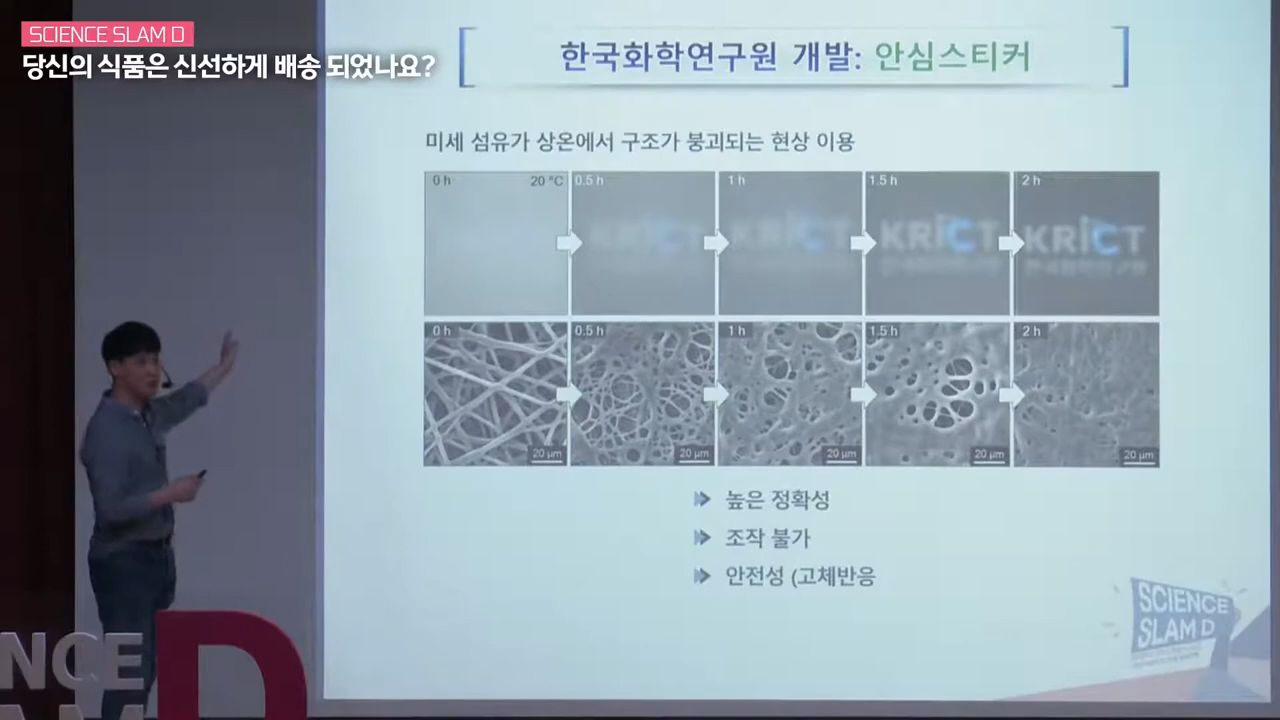 SCIENCE SLAM D
당신의 식품은 신선하게 배송 되었나요?
한국화학연구원 개발: 안심스티커
미세 섬유가 상온에서 구조가 붕괴되는 현상 이용
0 h 20 °C 0.5 h 1 h 1.5 h 2 h
KRiCT KRiCT KRiCT KRiCT
0 h 0.5 h 1 h 1.5 h 2 h
20 µm 20 µm 20 µm 20 µm 20 µm
높은 정확성
조작 불가
안전성 (고체반응
SCIENCE
SLAM D
NCE D